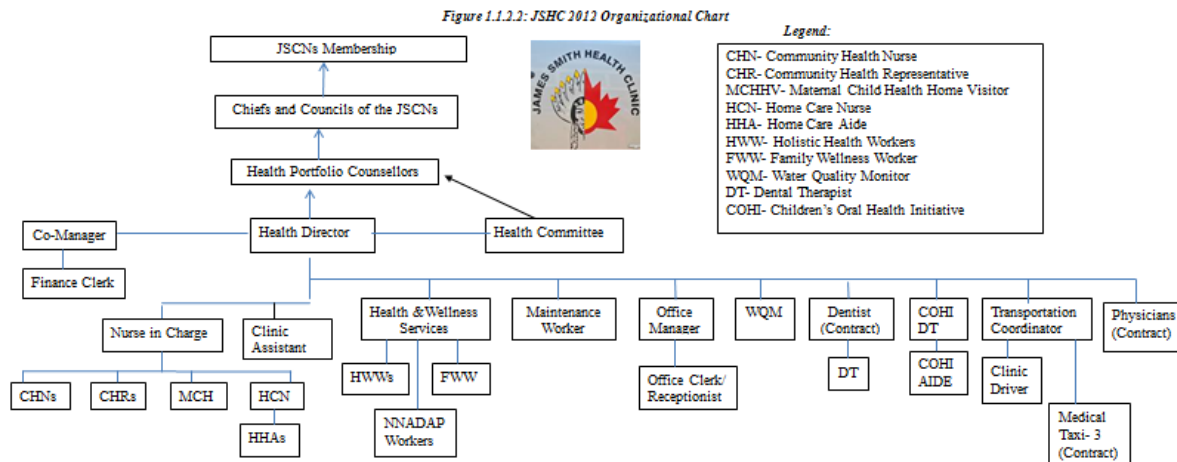 Figure 1.1.2.2: JSHC 2012 Organizational Chart
Legend:
JSCNs Membership
JAMES SMITH HEALTH CLINIC
CHN- Community Health Nurse
CHR- Community Health Representative
MCHHV- Maternal Child Health Home Visitor
HCN- Home Care Nurse
HHA- Home Care Aide
HWW- Holistic Health Workers
FWW- Family Wellness Worker
WQM- Water Quality Monitor
DT- Dental Therapist
COHI- Children's Oral Health Initiative
Chiefs and Councils of the JSCNs
Health Portfolio Counsellors
Co-Manager
Health Director
Health Committee
Finance Clerk
Nurse in Charge
Clinic
Assistant
Health &Wellness
Services
Maintenance
Worker
Office
Manager
WQM
Dentist
(Contract)
COHI
DT
Transportation
Coordinator
Physicians
(Contract)
CHNs
CHRs
MCH
HCN
HHAs
HWWs
FWW
NNADAP
Workers
Office Clerk/
Receptionist
DT
COHI
AIDE
Clinic
Driver
Medical
Taxi- 3
(Contract)